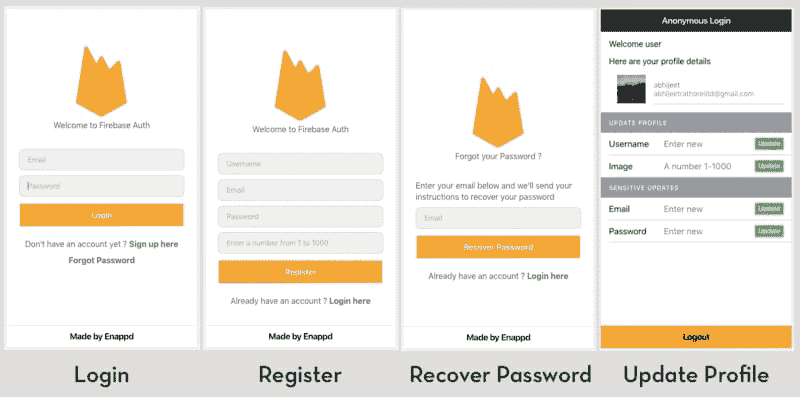 Welcome to Firebase Auth
Email
Password
Login
Don't have an account yet ? Sign up here
Forgot Password
Made by Enappd
Login
Welcome to Firebase Auth
Username
Email
Password
Enter a number from 1 to 1000
Register
Already have an account ? Login here
Made by Enappd
Register
Forgot your Password ?
Enter your email below and we'll send your
instructions to recover your password
Email
Recover Password
Already have an account ? Login here
Made by Enappd
Recover Password
Anonymous Login
Welcome user
Here are your profile details
abhijeet
abhijeetrathorelitd@gmail.com
UPDATE PROFILE
Username Enter new Update
Image A number 1-1000 Update
SENSITIVE UPDATES
Email Enter new Update
Password Enter new Update
Logout
Update Profile